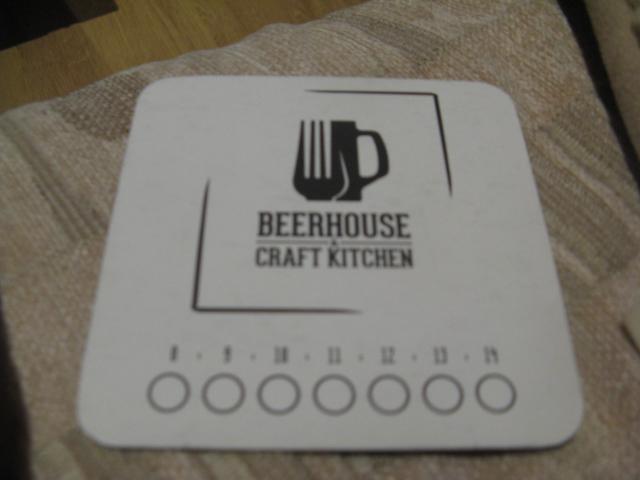 BEERHOUSE
&
CRAFT KITCHEN
8 · 9 · 10 · 11 · 12 · 13 · 14